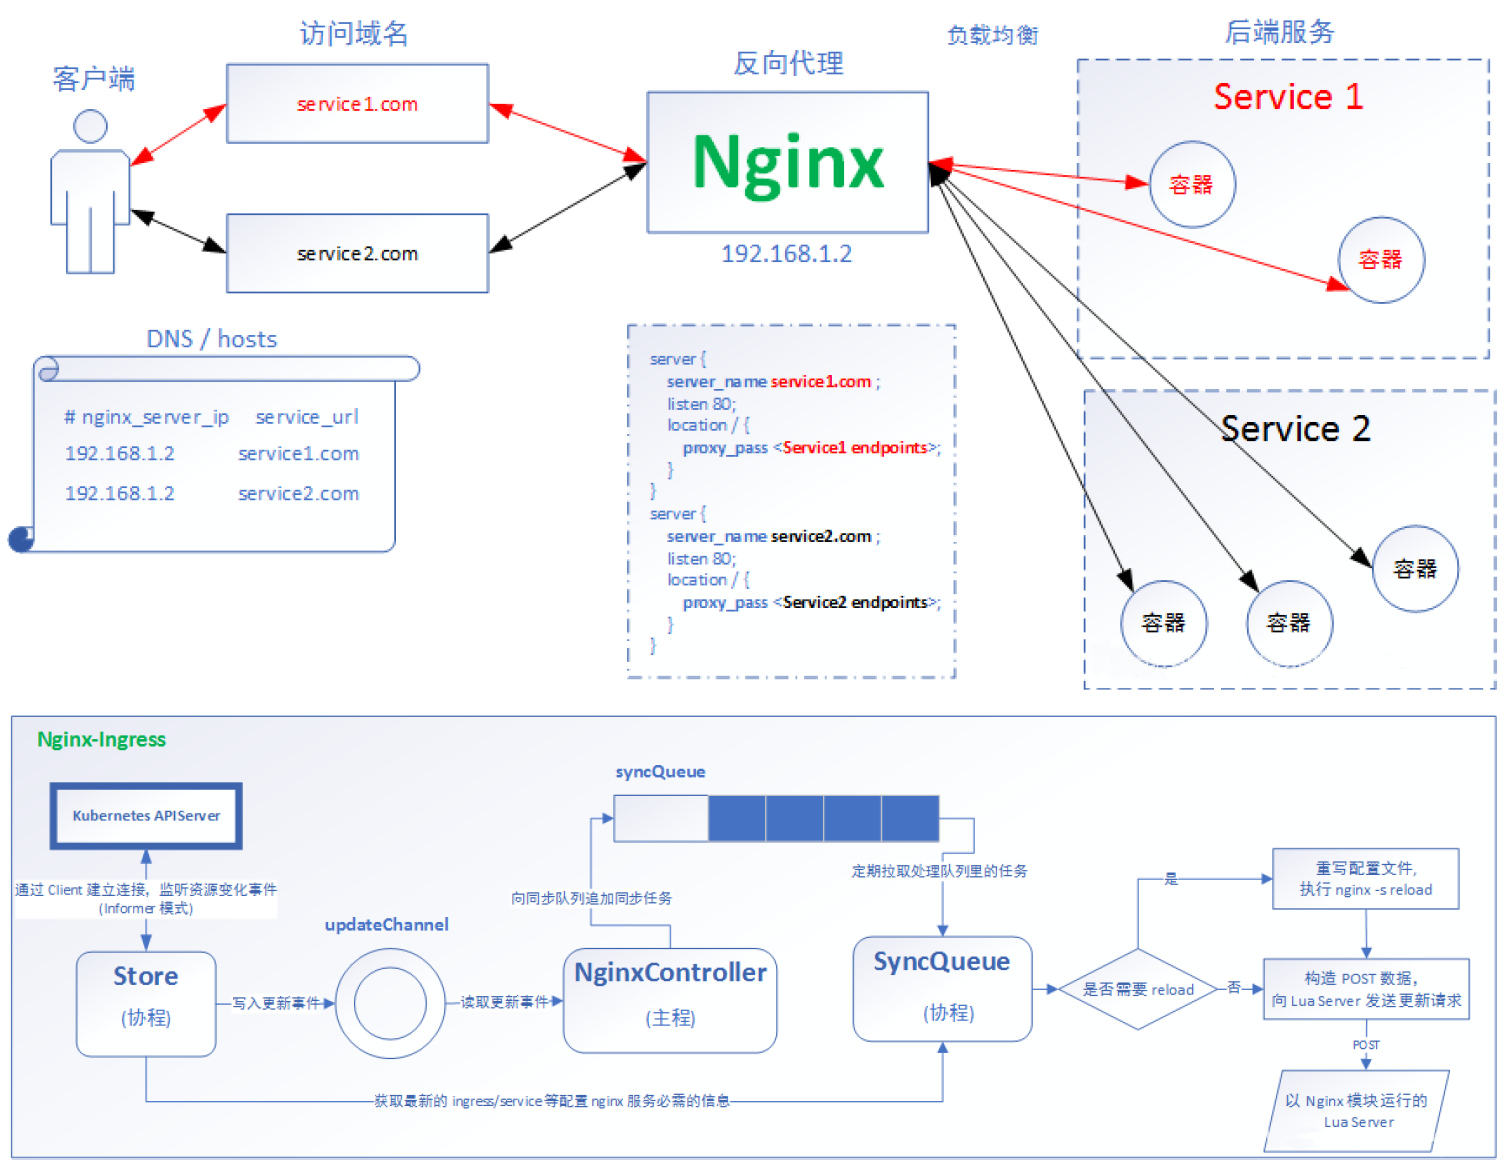 访问域名
负载均衡
后端服务
客户端
反向代理
service1.com
Nginx
Service 1
容器
service2.com
192.168.1.2
容器
DNS / hosts
# nginx_server_ip service_url
192.168.1.2 service1.com
192.168.1.2 service2.com
server {
server_name service1.com ;
listen 80;
location / {
proxy_pass <Service1 endpoints>;
}
}
server {
server_name service2.com ;
listen 80;
location / {
proxy_pass <Service2 endpoints>;
}
}
Service 2
容器
容器
容器
Nginx-Ingress
syncQueue
Kubernetes APIServer
通过 Client 建立连接，监听资源变化事件
(Informer 模式)
updateChannel
向同步队列追加同步任务
定期拉取处理队列里的任务
是
重写配置文件,
执行 nginx -s reload
Store
(协程)
写入更新事件
读取更新事件
NginxController
(主程)
SyncQueue
(协程)
是否需要 reload
否
构造 POST 数据，
向 Lua Server 发送更新请求
POST
获取最新的 ingress/service 等配置 nginx 服务必需的信息
以 Nginx 模块运行的
Lua Server